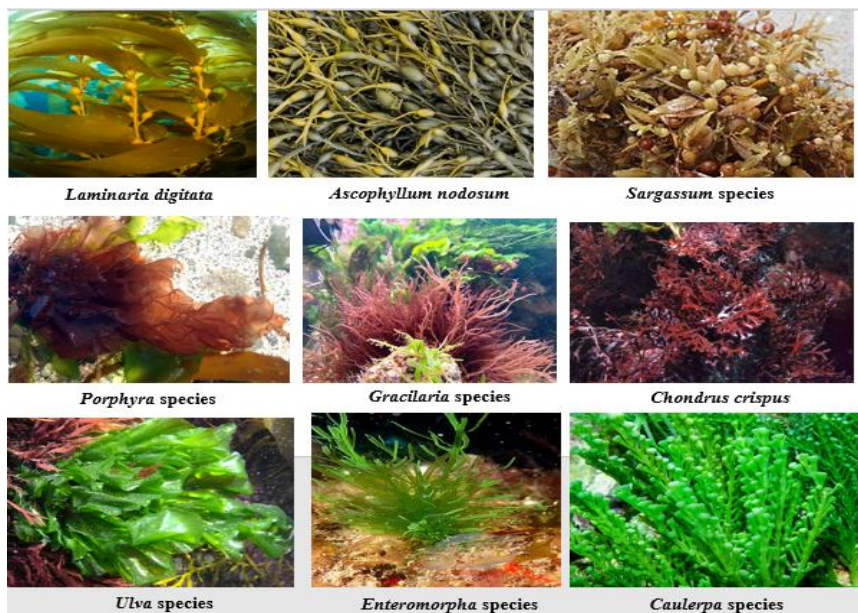 Laminaria digitata
Ascophyllum nodosum
Sargassum species
Porphyra species
Gracilaria species
Chondrus crispus
Ulva species
Enteromorpha species
Caulerpa species